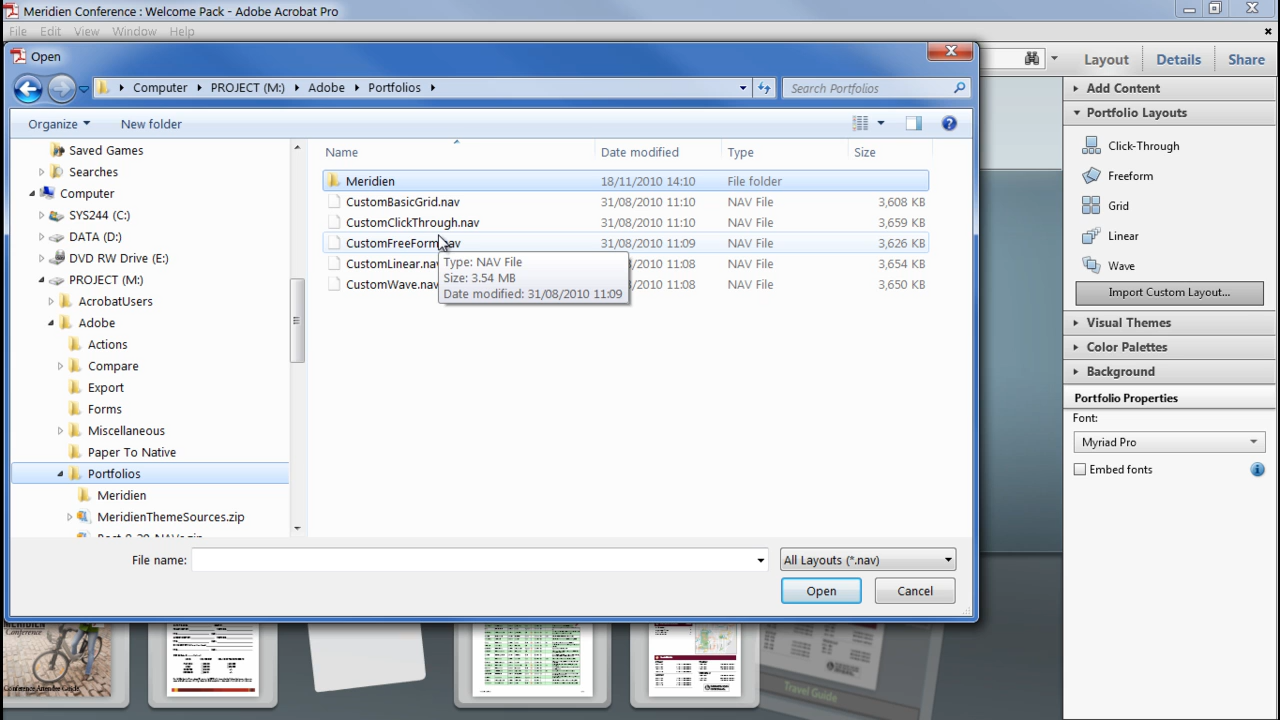 Meridien Conference : Welcome Pack - Adobe Acrobat Pro
File Edit View Window Help
Open
Computer PROJECT (M:) Adobe Portfolios
Search Portfolios
Organize New folder
Layout Details Share
Saved Games
Searches
Computer
SYS244 (C:)
DATA (D:)
DVD RW Drive (E:)
PROJECT (M:)
AcrobatUsers
Adobe
Actions
Compare
Export
Forms
Miscellaneous
Paper To Native
Portfolios
Meridien
MeridienThemeSources.zip
Name Date modified Type Size
Meridien 18/11/2010 14:10 File folder
CustomBasicGrid.nav 31/08/2010 11:10 NAV File 3,608 KB
CustomClickThrough.nav 31/08/2010 11:10 NAV File 3,659 KB
CustomFreeForm.nav 31/08/2010 11:09 NAV File 3,626 KB
CustomLinear.nav 11:08 NAV File 3,654 KB
CustomWave.nav 11:08 NAV File 3,650 KB
Type: NAV File
Size: 3.54 MB
Date modified: 31/08/2010 11:09
File name:
All Layouts (*.nav)
Open Cancel
Add Content
Portfolio Layouts
Click-Through
Freeform
Grid
Linear
Wave
Import Custom Layout...
Visual Themes
Color Palettes
Background
Portfolio Properties
Font:
Myriad Pro
Embed fonts
Conference
Conference Attendee Guide
Travel Guide